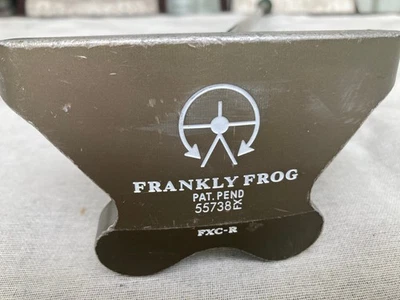 FRANKLY FROG
PAT. PEND
55738
FXC-R